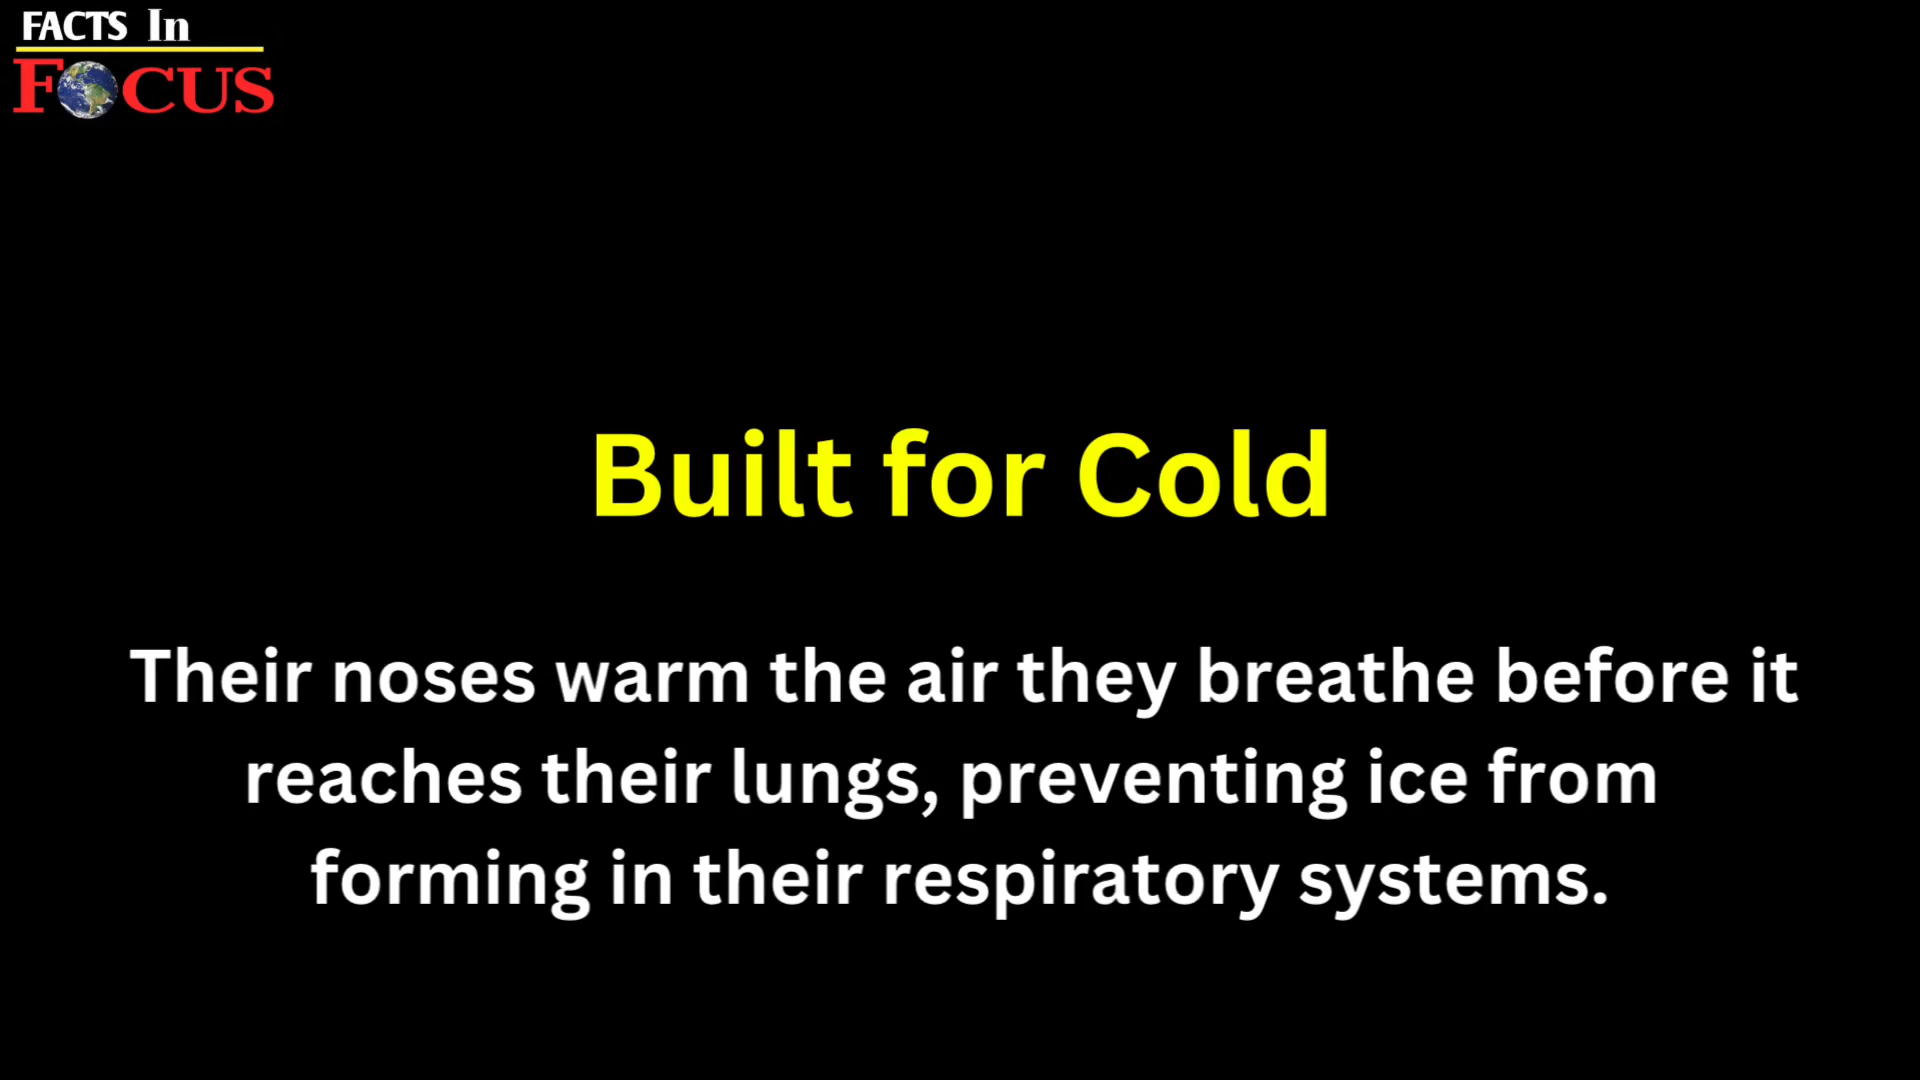 FACTS In
FOCUS
Built for Cold
Their noses warm the air they breathe before it
reaches their lungs, preventing ice from
forming in their respiratory systems.